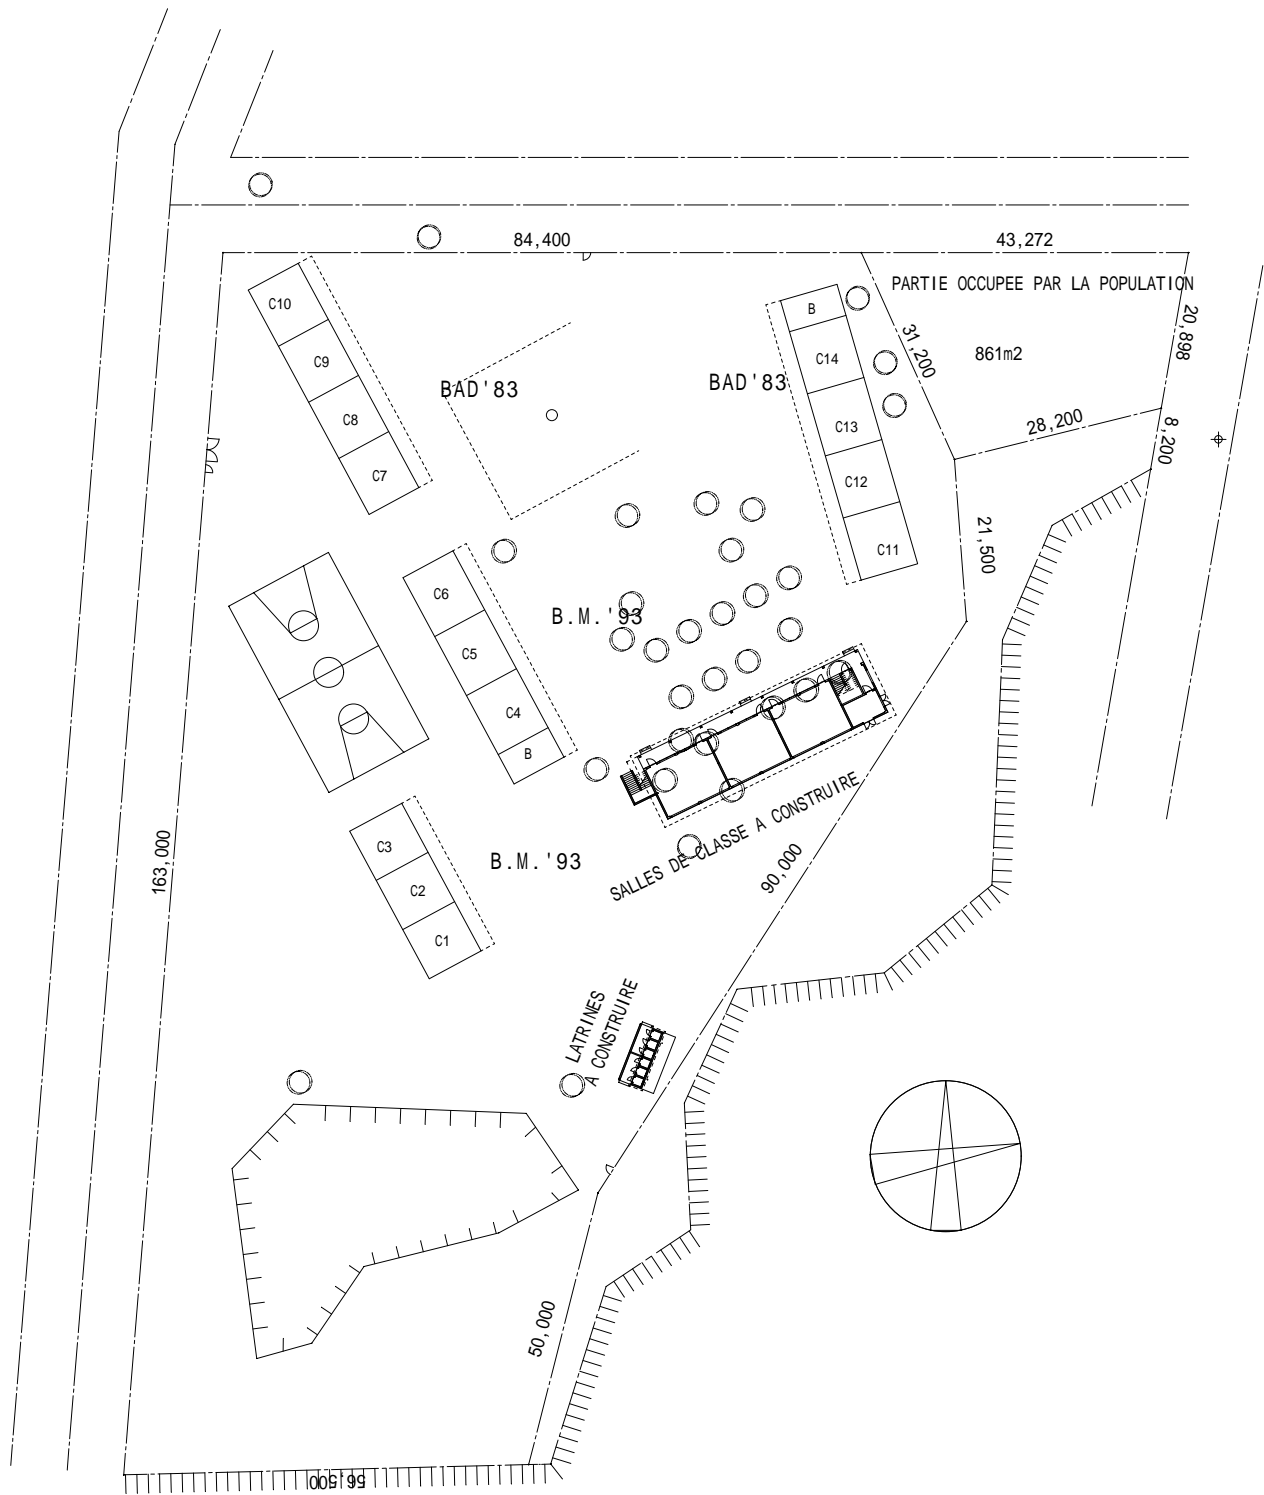 84,400
43,272
PARTIE OCCUPEE PAR LA POPULATION
20,898
C10
B
31,200
861m2
C9
C14
BAD'83
BAD'83
C8
C13
28,200
8,200
C7
C12
21,500
C11
C6
B.M.'93
C5
C4
B
SALLES DE CLASSE A CONSTRUIRE
163,000
C3
B.M.'93
90,000
C2
C1
LATRINES
A CONSTRUIRE
50,000
56,500